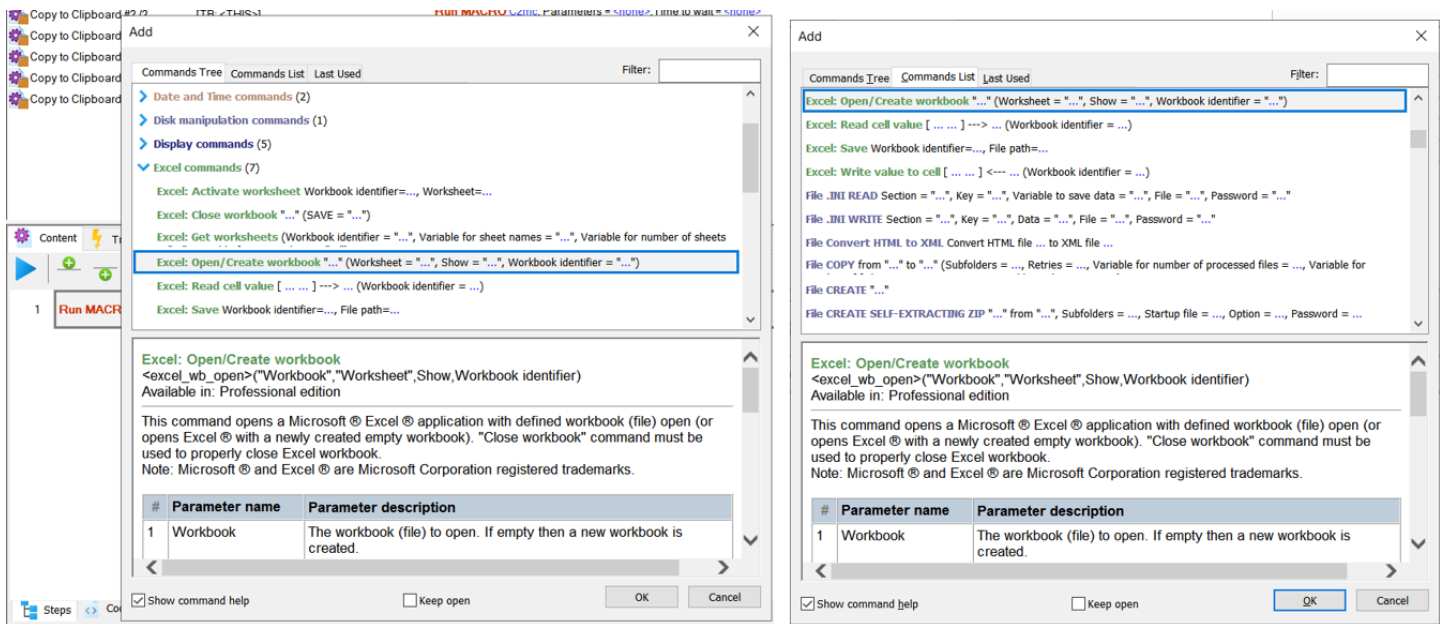 Copy to Clipboard #2 /2 [TB: <THIS>] Run MACRO C2mc, Parameters = <none>, Time to wait = <none>
Copy to Clipboard
Copy to Clipboard
Copy to Clipboard
Copy to Clipboard
Content
1 Run MACR
Steps
Add
Commands Tree Commands List Last Used Filter:
Date and Time commands (2)
Disk manipulation commands (1)
Display commands (5)
Excel commands (7)
Excel: Activate worksheet Workbook identifier=..., Worksheet=...
Excel: Close workbook "..." (SAVE = "...")
Excel: Get worksheets (Workbook identifier = "...", Variable for sheet names = "...", Variable for number of sheets
Excel: Open/Create workbook "..." (Worksheet = "...", Show = "...", Workbook identifier = "...")
Excel: Read cell value [ ... ... ] ---> ... (Workbook identifier = ...)
Excel: Save Workbook identifier=..., File path=...
Excel: Open/Create workbook
<excel_wb_open>("Workbook","Worksheet",Show,Workbook identifier)
Available in: Professional edition
This command opens a Microsoft ® Excel ® application with defined workbook (file) open (or
opens Excel ® with a newly created empty workbook). "Close workbook" command must be
used to properly close Excel workbook.
Note: Microsoft ® and Excel ® are Microsoft Corporation registered trademarks.
# Parameter name Parameter description
1 Workbook The workbook (file) to open. If empty then a new workbook is
created.
Show command help Keep open OK Cancel
Add
Commands Tree Commands List Last Used Filter:
Excel: Open/Create workbook "..." (Worksheet = "...", Show = "...", Workbook identifier = "...")
Excel: Read cell value [ ... ... ] ---> ... (Workbook identifier = ...)
Excel: Save Workbook identifier=..., File path=...
Excel: Write value to cell [ ... ... ] <--- ... (Workbook identifier = ...)
File .INI READ Section = "...", Key = "...", Variable to save data = "...", File = "...", Password = "..."
File .INI WRITE Section = "...", Key = "...", Data = "...", File = "...", Password = "..."
File Convert HTML to XML Convert HTML file ... to XML file ...
File COPY from "..." to "..." (Subfolders = ..., Retries = ..., Variable for number of processed files = ..., Variable for
File CREATE "..."
File CREATE SELF-EXTRACTING ZIP "..." from "...", Subfolders = ..., Startup file = ..., Option = ..., Password = ...
Excel: Open/Create workbook
<excel_wb_open>("Workbook","Worksheet",Show,Workbook identifier)
Available in: Professional edition
This command opens a Microsoft ® Excel ® application with defined workbook (file) open (or
opens Excel ® with a newly created empty workbook). "Close workbook" command must be
used to properly close Excel workbook.
Note: Microsoft ® and Excel ® are Microsoft Corporation registered trademarks.
# Parameter name Parameter description
1 Workbook The workbook (file) to open. If empty then a new workbook is
created.
Show command help Keep open OK Cancel